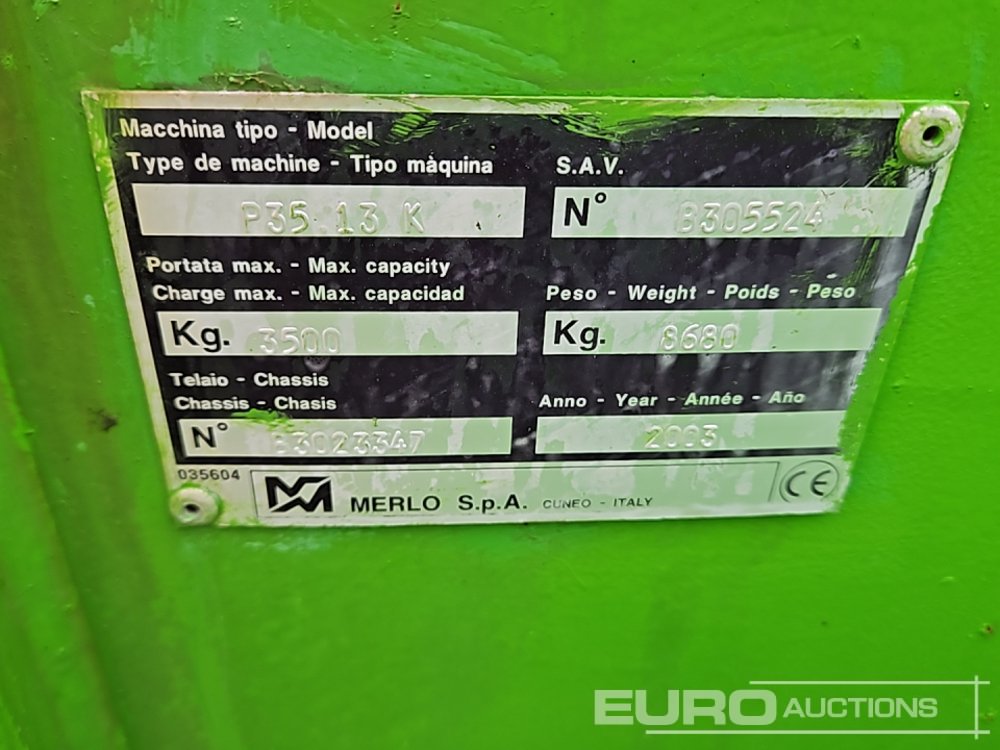 Macchina tipo - Model
Type de machine - Tipo màquina
P35.13 K
S.A.V.
N° B305524
Portata max. - Max. capacity
Charge max. - Max. capacidad
Kg. 3500
Peso - Weight - Poids - Peso
Kg. 8680
Telaio - Chassis
Chassis - Chasis
N° B3023347
Anno - Year - Année - Año
2003
035604
MERLO S.p.A. CUNEO - ITALY
CE
EURO AUCTIONS